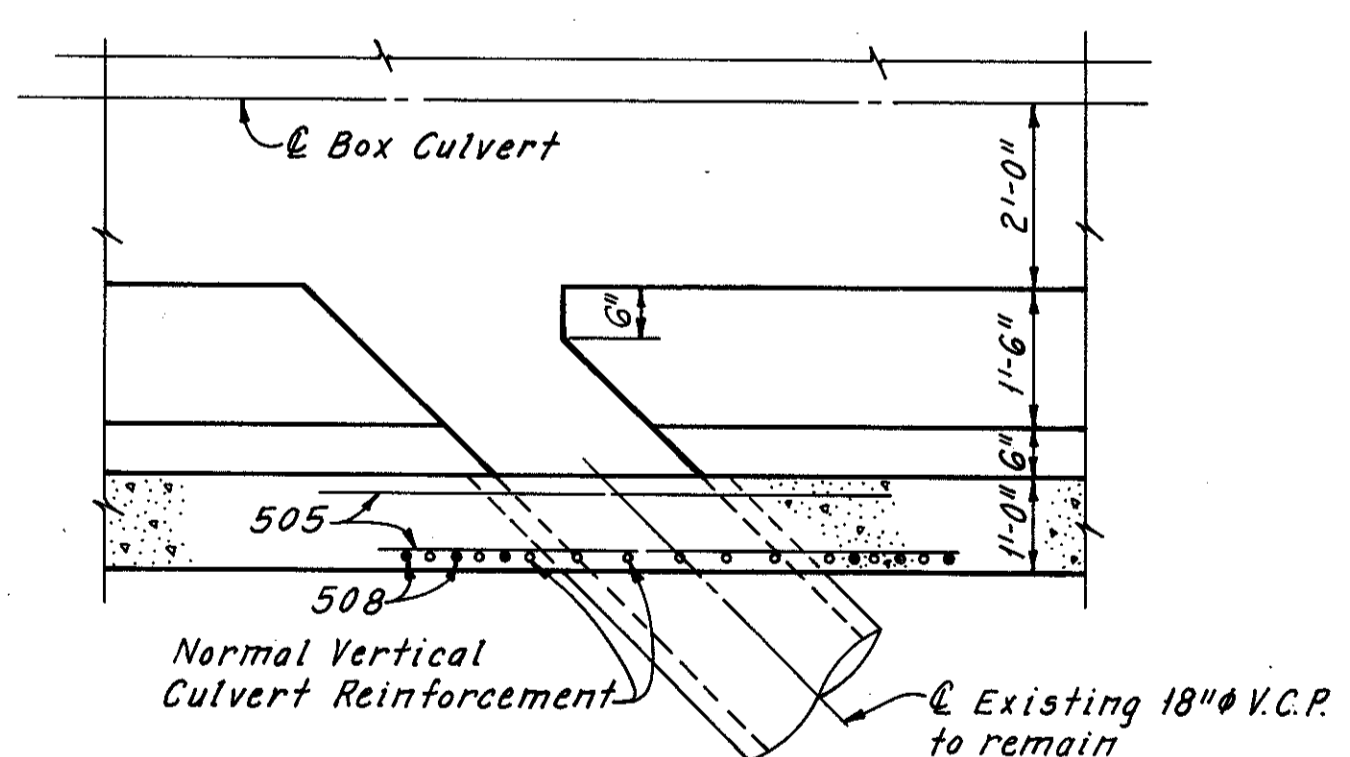 ℄ Box Culvert
2'-0"
6"
1'-6"
6"
1'-0"
505
508
Normal Vertical
Culvert Reinforcement
℄ Existing 18"ϕ V.C.P.
to remain